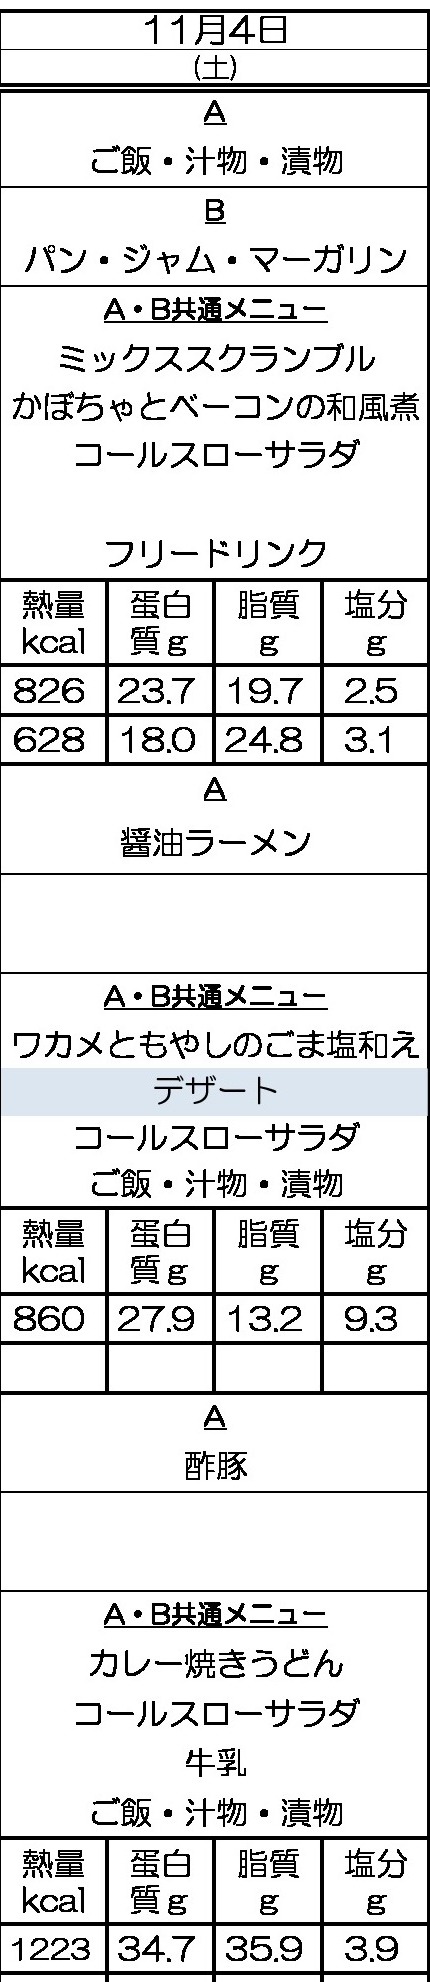 11月4日
(土)
A
ご飯・汁物・漬物
B
パン・ジャム・マーガリン
A・B共通メニュー
ミックススクランブル
かぼちゃとベーコンの和風煮
コールスローサラダ
フリードリンク
熱量 蛋白 脂質 塩分
kcal 質g g g
826 23.7 19.7 2.5
628 18.0 24.8 3.1
A
醤油ラーメン
A・B共通メニュー
ワカメともやしのごま塩和え
デザート
コールスローサラダ
ご飯・汁物・漬物
熱量 蛋白 脂質 塩分
kcal 質g g g
860 27.9 13.2 9.3
A
酢豚
A・B共通メニュー
カレー焼きうどん
コールスローサラダ
牛乳
ご飯・汁物・漬物
熱量 蛋白 脂質 塩分
kcal 質g g g
1223 34.7 35.9 3.9